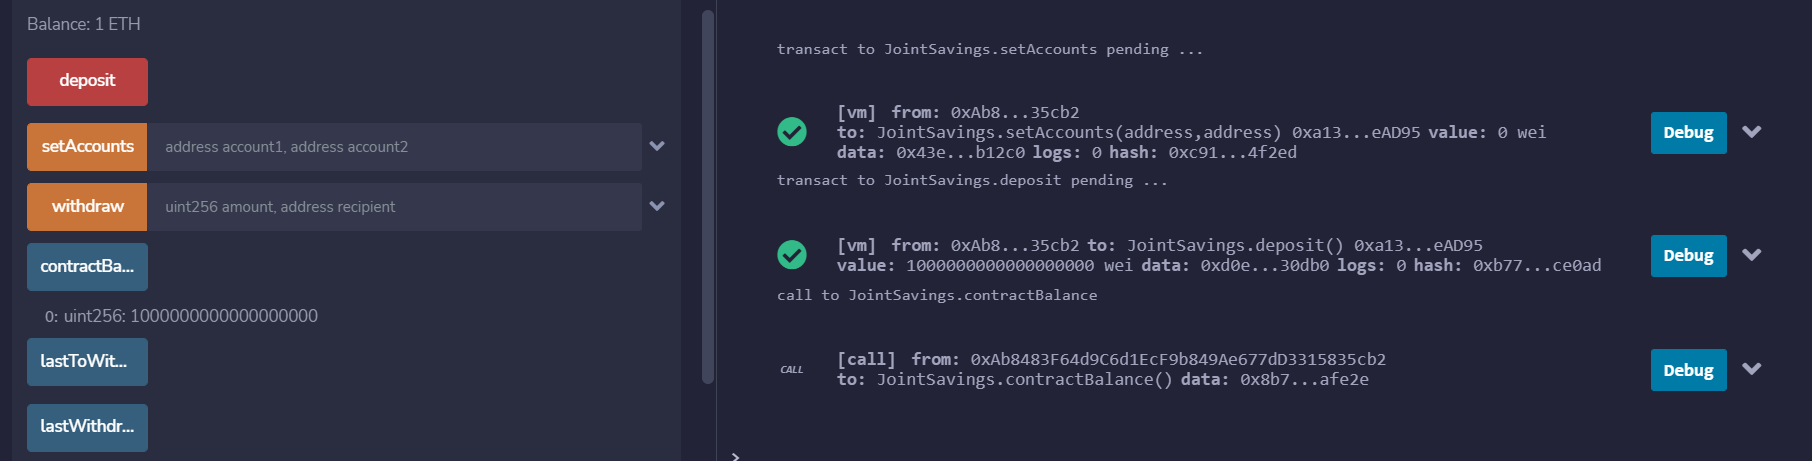 Balance: 1 ETH
deposit
setAccounts address account1, address account2
withdraw uint256 amount, address recipient
contractBa...
0: uint256: 1000000000000000000
lastToWit...
lastWithdr...
transact to JointSavings.setAccounts pending ...
[vm] from: 0xAb8...35cb2
to: JointSavings.setAccounts(address,address) 0xa13...eAD95 value: 0 wei
data: 0x43e...b12c0 logs: 0 hash: 0xc91...4f2ed
Debug
transact to JointSavings.deposit pending ...
[vm] from: 0xAb8...35cb2 to: JointSavings.deposit() 0xa13...eAD95
value: 1000000000000000000 wei data: 0xd0e...30db0 logs: 0 hash: 0xb77...ce0ad
Debug
call to JointSavings.contractBalance
CALL
[call] from: 0xAb8483F64d9C6d1EcF9b849Ae677dD3315835cb2
to: JointSavings.contractBalance() data: 0x8b7...afe2e
Debug
>